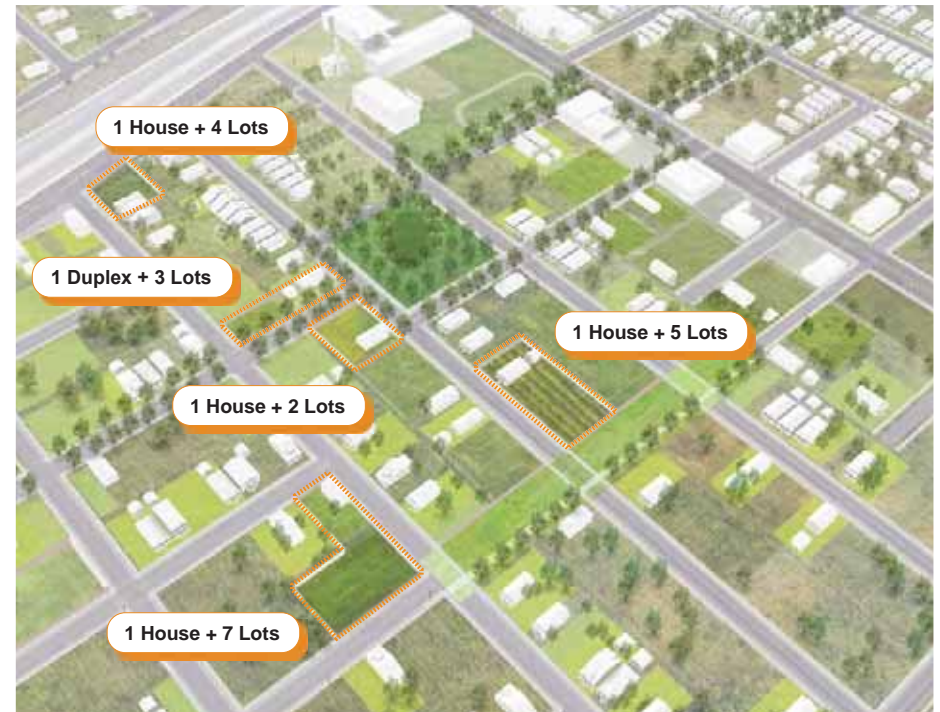 1 House + 4 Lots
1 Duplex + 3 Lots
1 House + 5 Lots
1 House + 2 Lots
1 House + 7 Lots